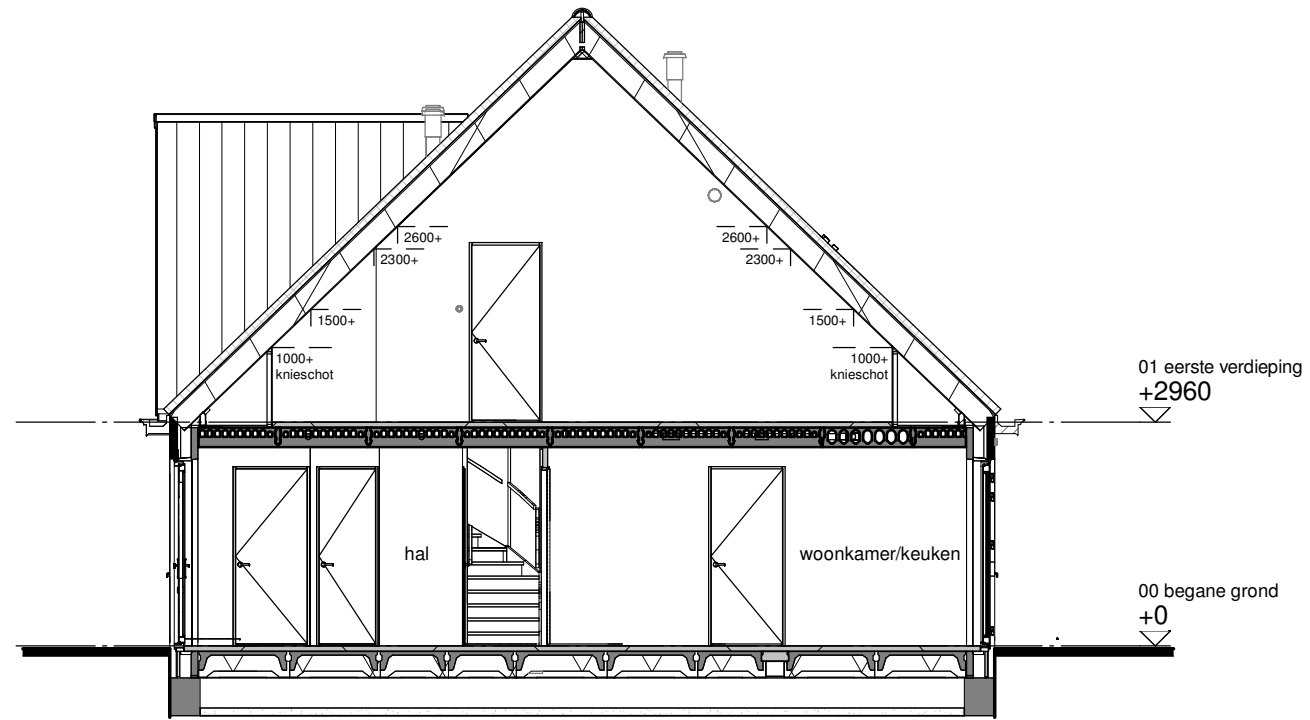 2600+
2600+
2300+
2300+
1500+
1500+
1000+
knieschot
1000+
knieschot
01 eerste verdieping
+2960
hal
woonkamer/keuken
00 begane grond
+0